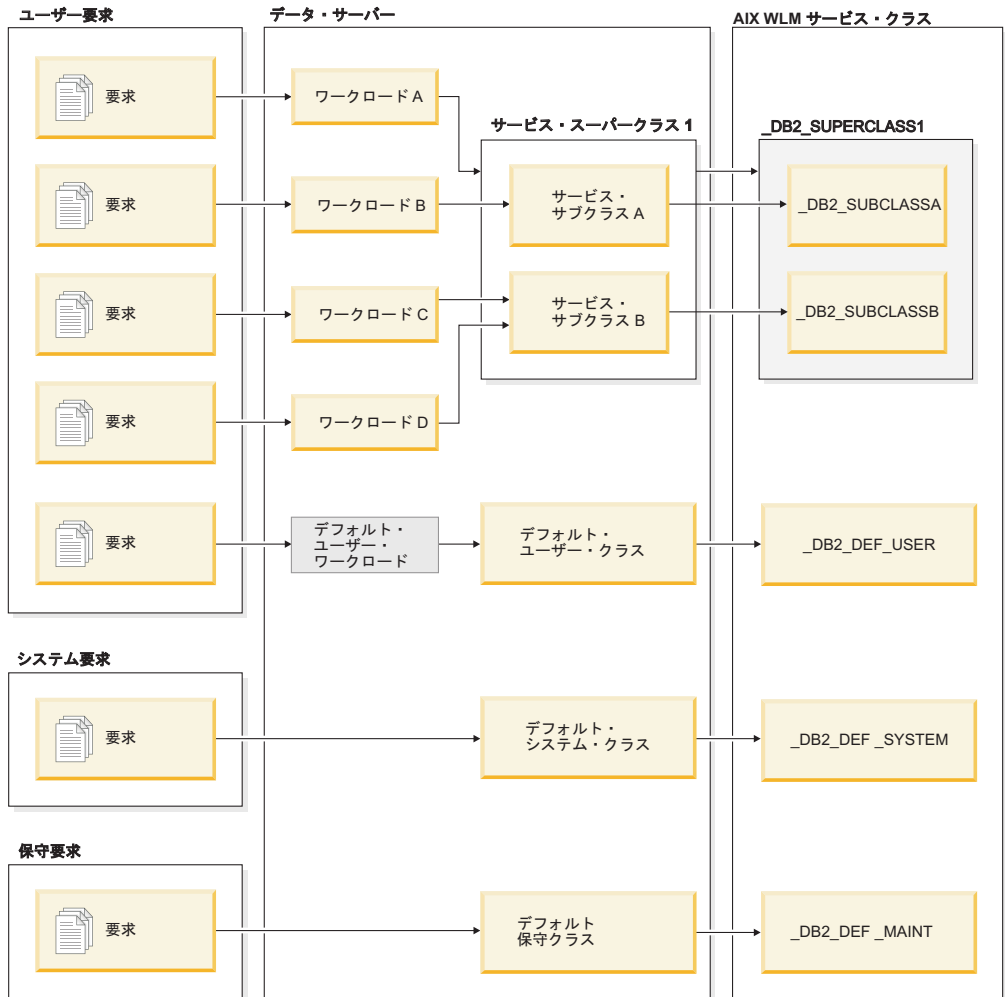 ユーザー要求
データ・サーバー
AIX WLM サービス・クラス
要求
ワークロード A
サービス・スーパークラス 1
_DB2_SUPERCLASS1
要求
ワークロード B
サービス・
サブクラス A
_DB2_SUBCLASSA
要求
ワークロード C
サービス・
サブクラス B
_DB2_SUBCLASSB
要求
ワークロード D
要求
デフォルト・
ユーザー・
ワークロード
デフォルト・
ユーザー・クラス
_DB2_DEF_USER
システム要求
要求
デフォルト・
システム・クラス
_DB2_DEF _SYSTEM
保守要求
要求
デフォルト
保守クラス
_DB2_DEF _MAINT